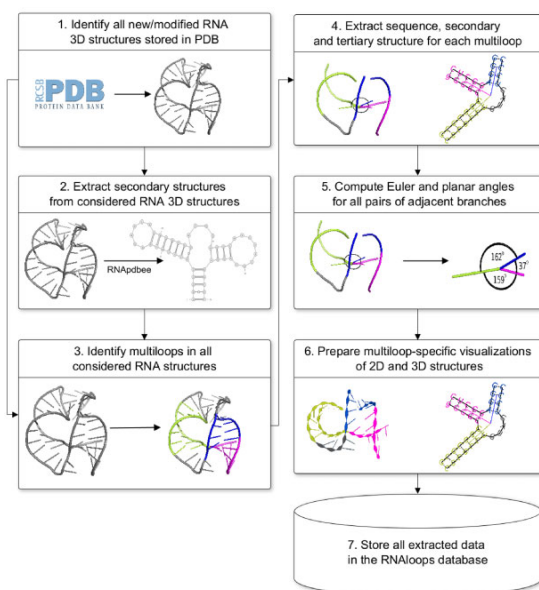 1. Identify all new/modified RNA
3D structures stored in PDB
RCSB
PDB
PROTEIN DATA BANK
2. Extract secondary structures
from considered RNA 3D structures
RNApdbee
3. Identify multiloops in all
considered RNA structures
4. Extract sequence, secondary
and tertiary structure for each multiloop
5. Compute Euler and planar angles
for all pairs of adjacent branches
162°
37°
159°
6. Prepare multiloop-specific visualizations
of 2D and 3D structures
7. Store all extracted data
in the RNAloops database